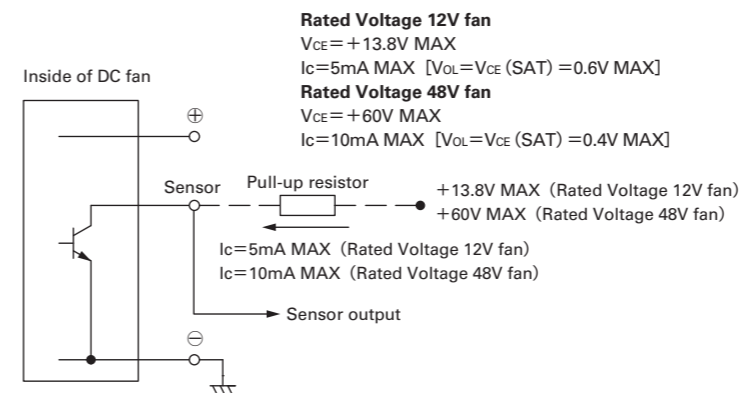 Rated Voltage 12V fan
VCE=+13.8V MAX
Ic=5mA MAX [VOL=VCE (SAT) =0.6V MAX]
Rated Voltage 48V fan
VCE=+60V MAX
Ic=10mA MAX [VOL=VCE (SAT) =0.4V MAX]
Inside of DC fan
⊕
Sensor
Pull-up resistor
+13.8V MAX (Rated Voltage 12V fan)
+60V MAX (Rated Voltage 48V fan)
Ic=5mA MAX (Rated Voltage 12V fan)
Ic=10mA MAX (Rated Voltage 48V fan)
Sensor output
⊖